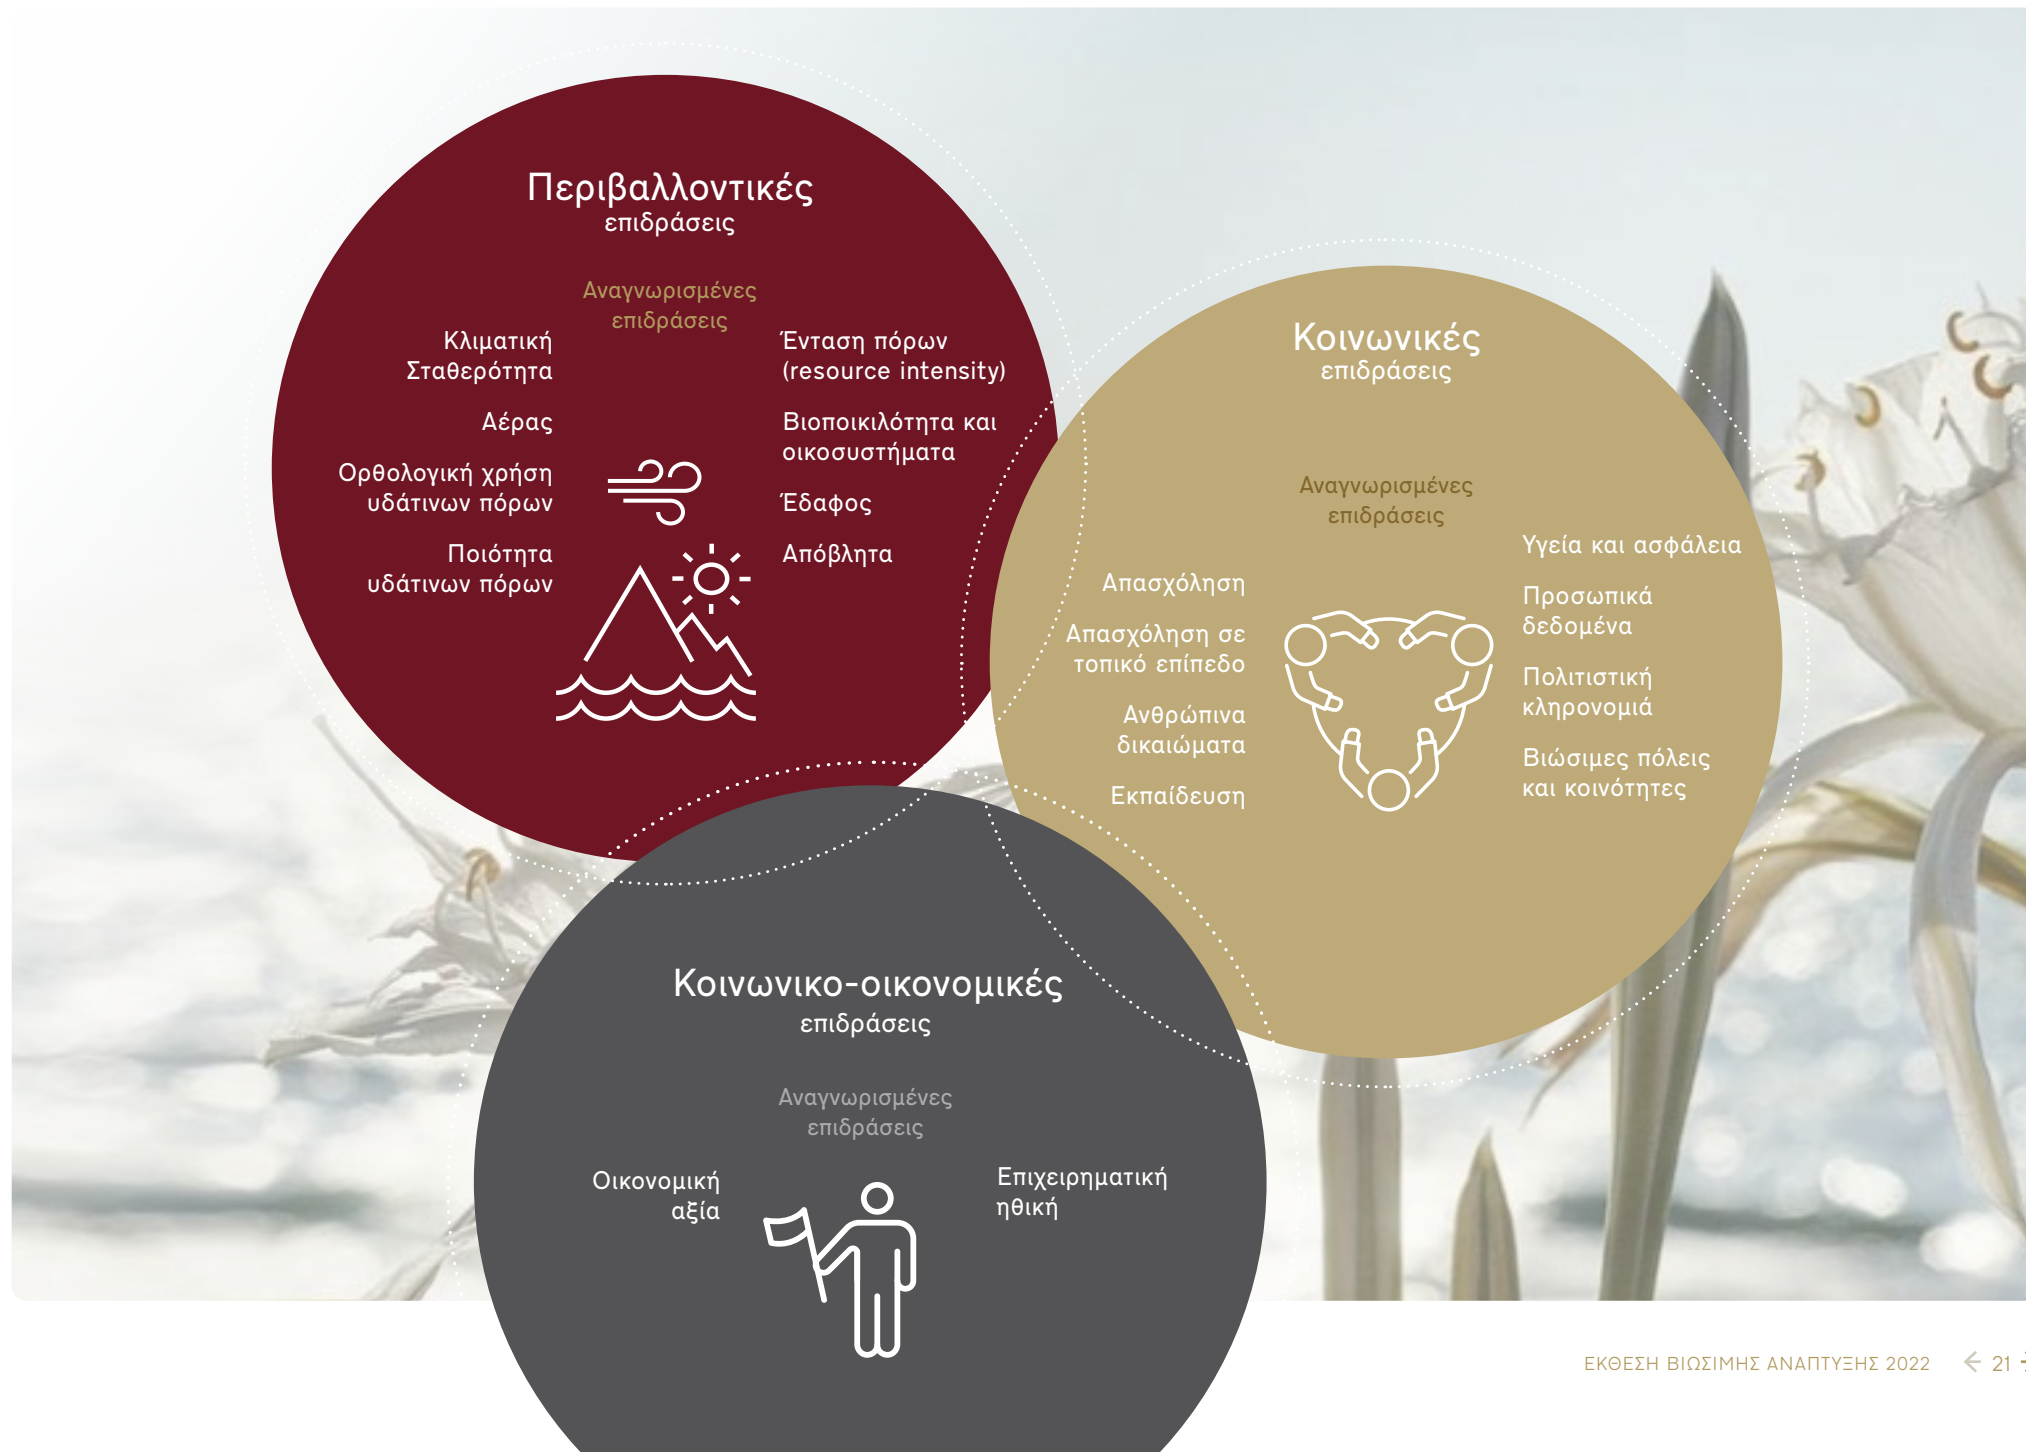 Περιβαλλοντικές
επιδράσεις
Αναγνωρισμένες
επιδράσεις
Κλιματική
Σταθερότητα
Αέρας
Ορθολογική χρήση
υδάτινων πόρων
Ποιότητα
υδάτινων πόρων
Ένταση πόρων
(resource intensity)
Βιοποικιλότητα και
οικοσυστήματα
Έδαφος
Απόβλητα
Κοινωνικές
επιδράσεις
Αναγνωρισμένες
επιδράσεις
Απασχόληση
Απασχόληση σε
τοπικό επίπεδο
Ανθρώπινα
δικαιώματα
Εκπαίδευση
Υγεία και ασφάλεια
Προσωπικά
δεδομένα
Πολιτιστική
κληρονομιά
Βιώσιμες πόλεις
και κοινότητες
Κοινωνικο-οικονομικές
επιδράσεις
Αναγνωρισμένες
επιδράσεις
Οικονομική
αξία
Επιχειρηματική
ηθική
ΕΚΘΕΣΗ ΒΙΩΣΙΜΗΣ ΑΝΑΠΤΥΞΗΣ 2022 ← 21